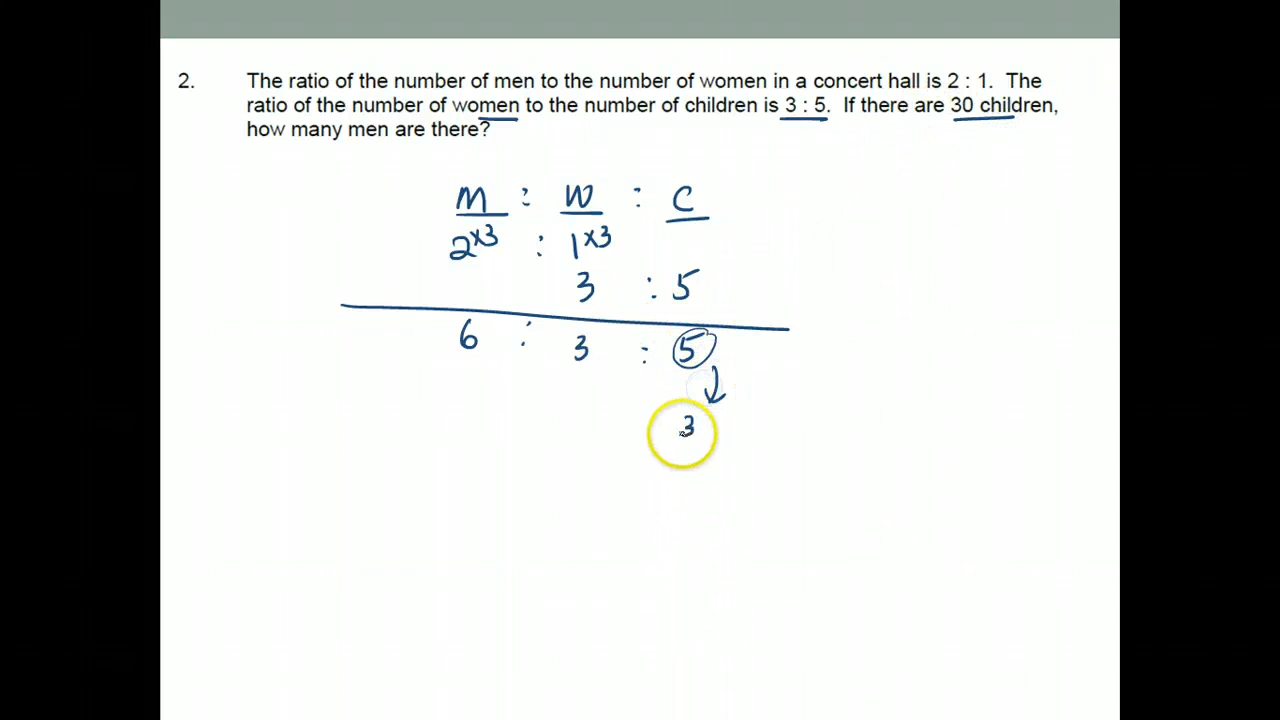 2. The ratio of the number of men to the number of women in a concert hall is 2 : 1. The
ratio of the number of women to the number of children is 3 : 5. If there are 30 children,
how many men are there?
M : W : C
2×3 : 1×3
3 : 5
6 : 3 : 5
3